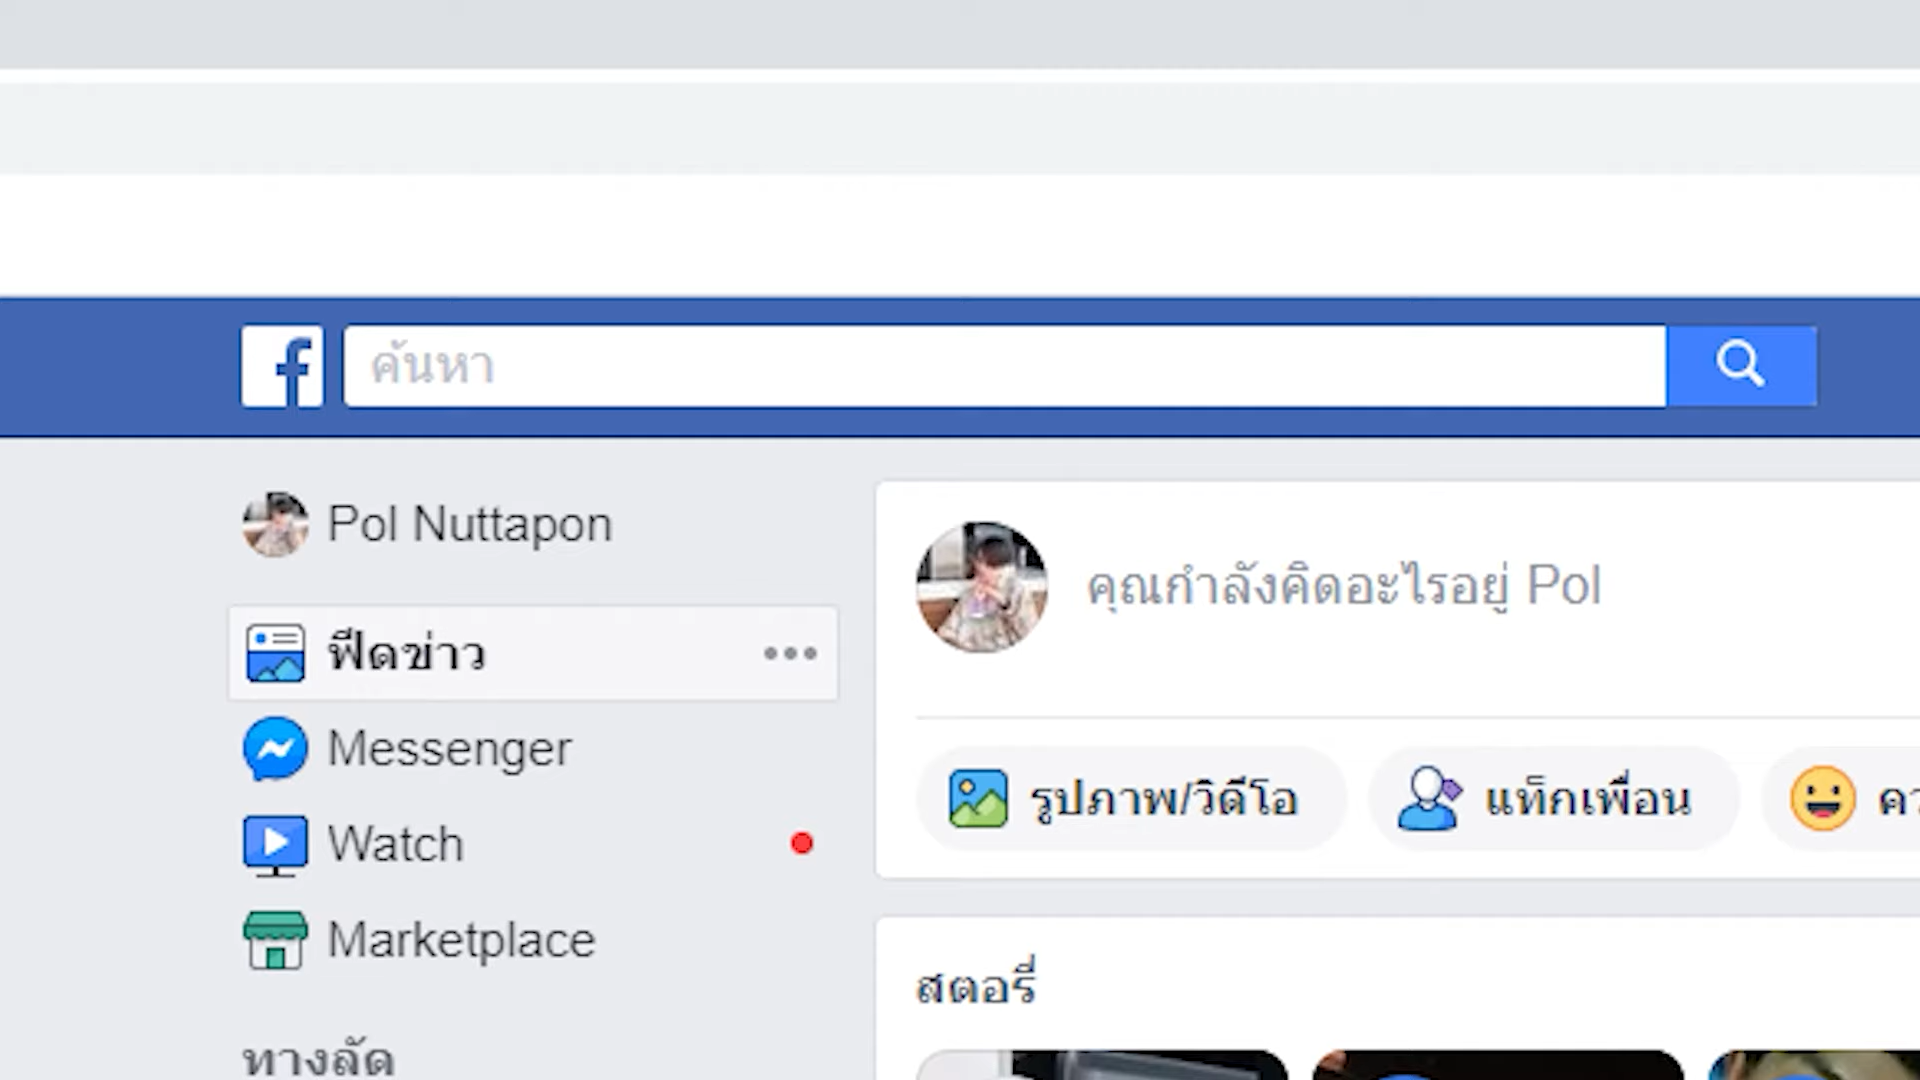 ค้นหา
Pol Nuttapon
ฟีดข่าว
Messenger
Watch
Marketplace
ทางลัด
คุณกำลังคิดอะไรอยู่ Pol
รูปภาพ/วิดีโอ
แท็กเพื่อน
สตอรี่